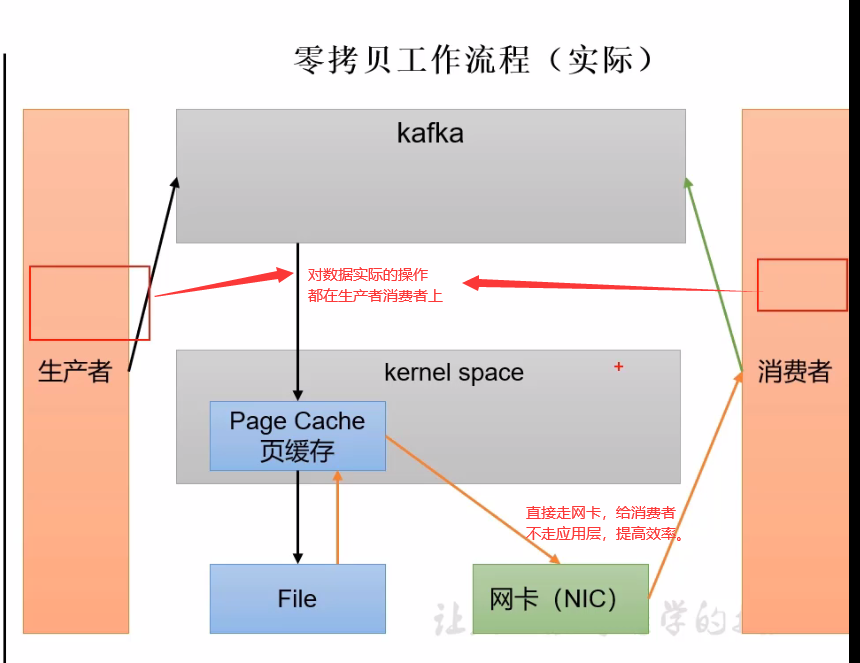 零拷贝工作流程（实际）
kafka
对数据实际的操作
都在生产者消费者上
生产者
消费者
kernel space
Page Cache
页缓存
直接走网卡，给消费者
不走应用层，提高效率。
File
网卡（NIC）
让
学的